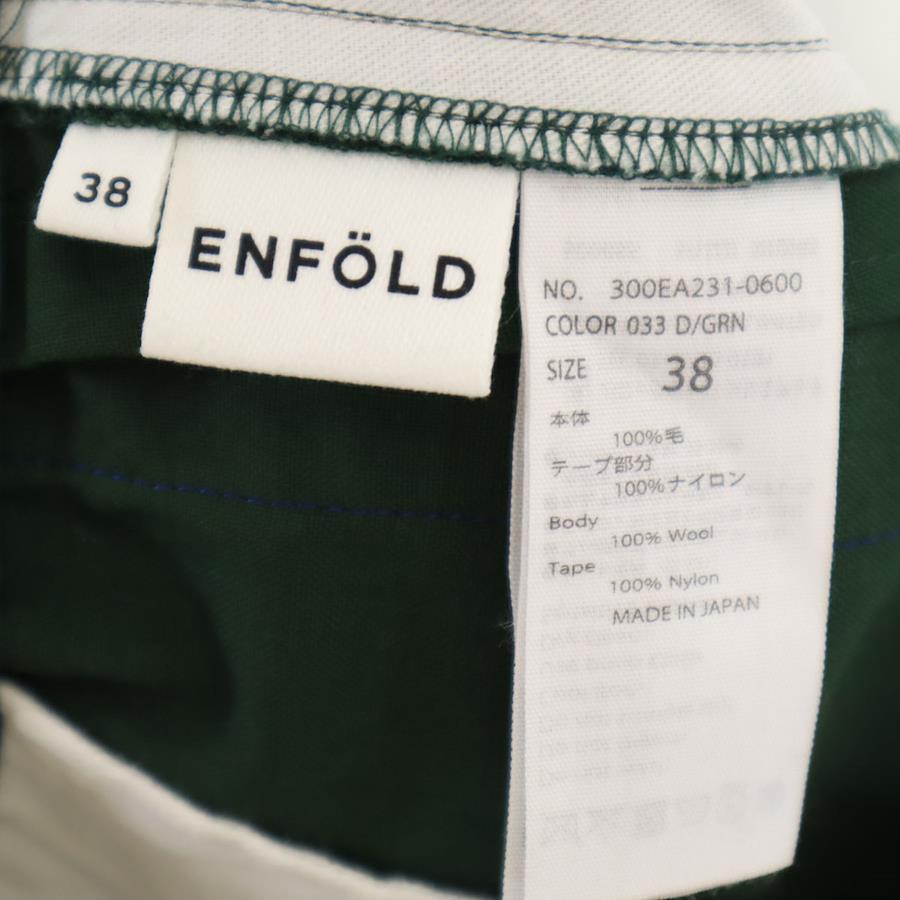 38
ENFÖLD
NO. 300EA231-0600
COLOR 033 D/GRN
SIZE 38
本体
100%毛
テープ部分
100%ナイロン
Body
100% Wool
Tape
100% Nylon
MADE IN JAPAN